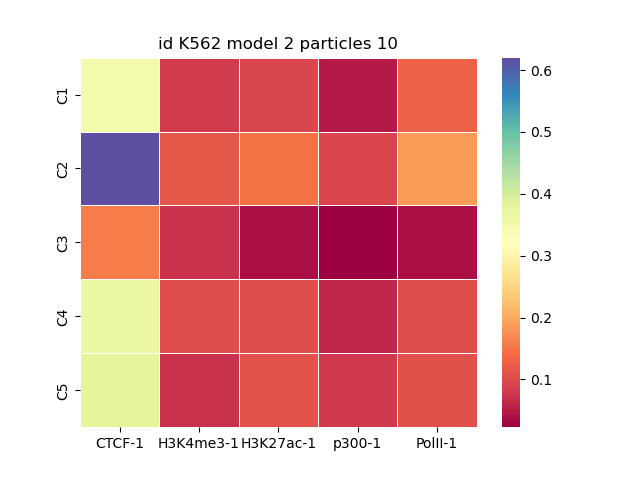 id K562 model 2 particles 10
C1
C2
C3
C4
C5
CTCF-1 H3K4me3-1 H3K27ac-1 p300-1 PolII-1
0.6
0.5
0.4
0.3
0.2
0.1